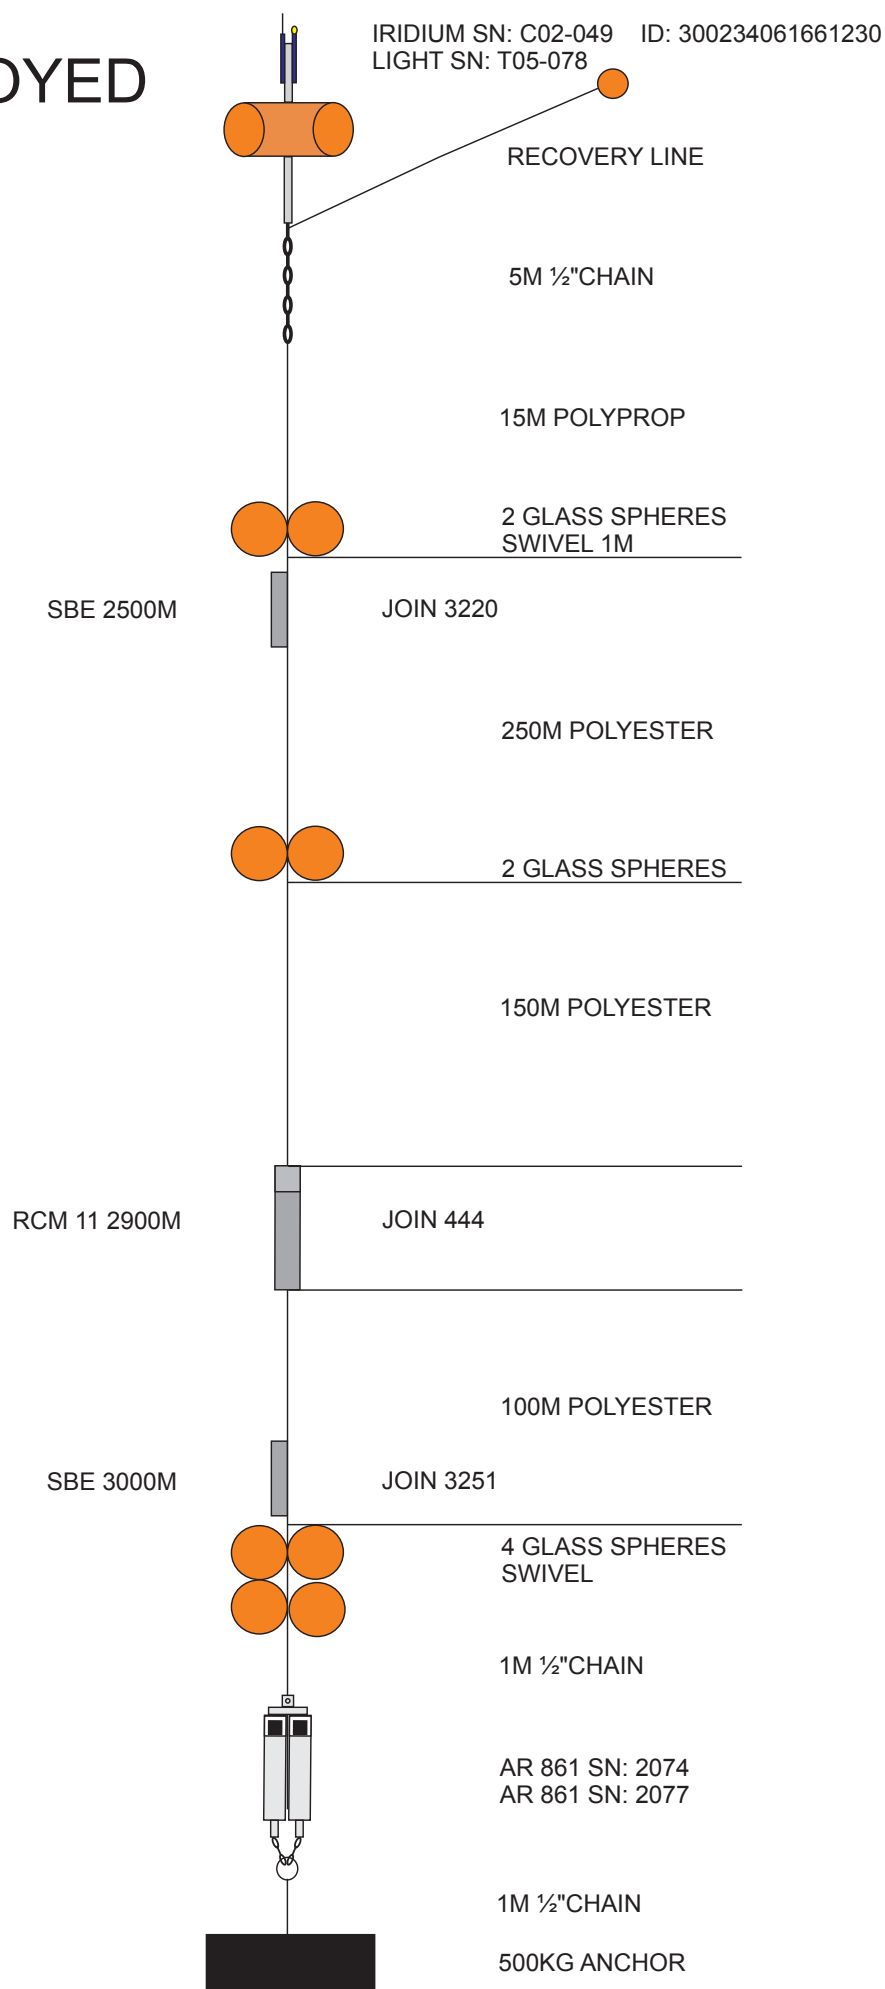 IRIDIUM SN: C02-049 ID: 300234061661230
LIGHT SN: T05-078
OYED
RECOVERY LINE
5M ½"CHAIN
15M POLYPROP
2 GLASS SPHERES
SWIVEL 1M
SBE 2500M JOIN 3220
250M POLYESTER
2 GLASS SPHERES
150M POLYESTER
RCM 11 2900M JOIN 444
100M POLYESTER
SBE 3000M JOIN 3251
4 GLASS SPHERES
SWIVEL
1M ½"CHAIN
AR 861 SN: 2074
AR 861 SN: 2077
1M ½"CHAIN
500KG ANCHOR